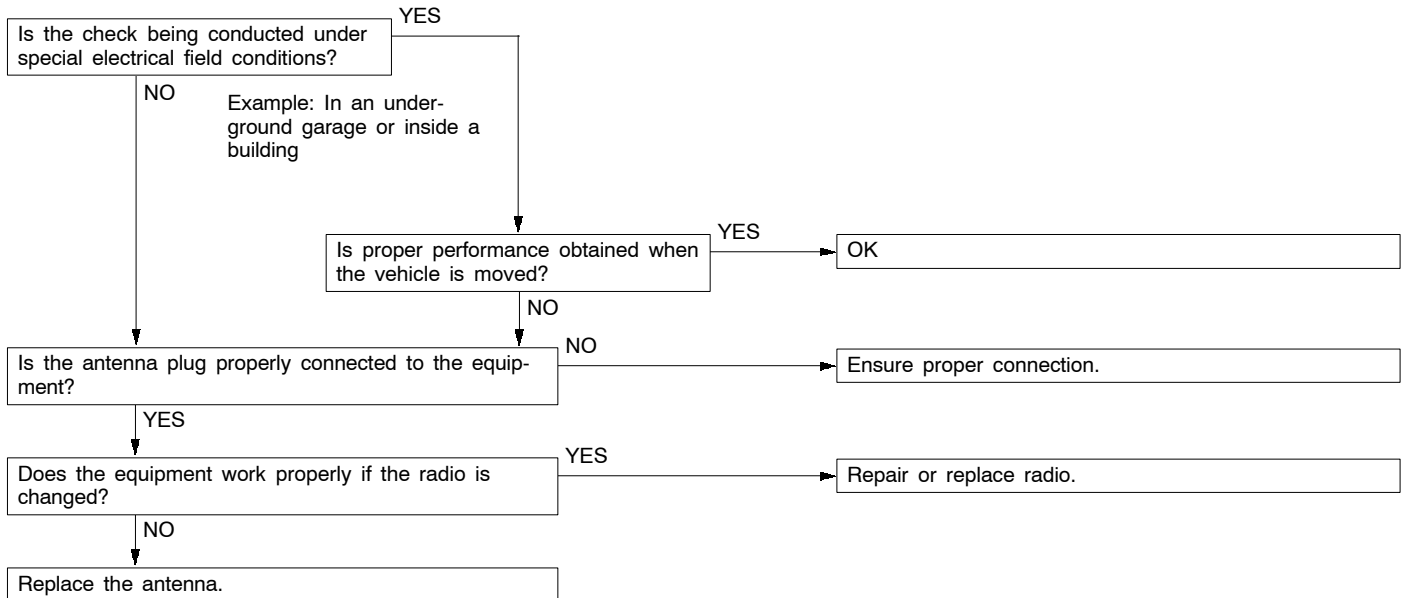 Is the check being conducted under
special electrical field conditions?
YES
NO
Example: In an under-
ground garage or inside a
building
Is proper performance obtained when
the vehicle is moved?
YES
OK
NO
Is the antenna plug properly connected to the equip-
ment?
NO
Ensure proper connection.
YES
Does the equipment work properly if the radio is
changed?
YES
Repair or replace radio.
NO
Replace the antenna.